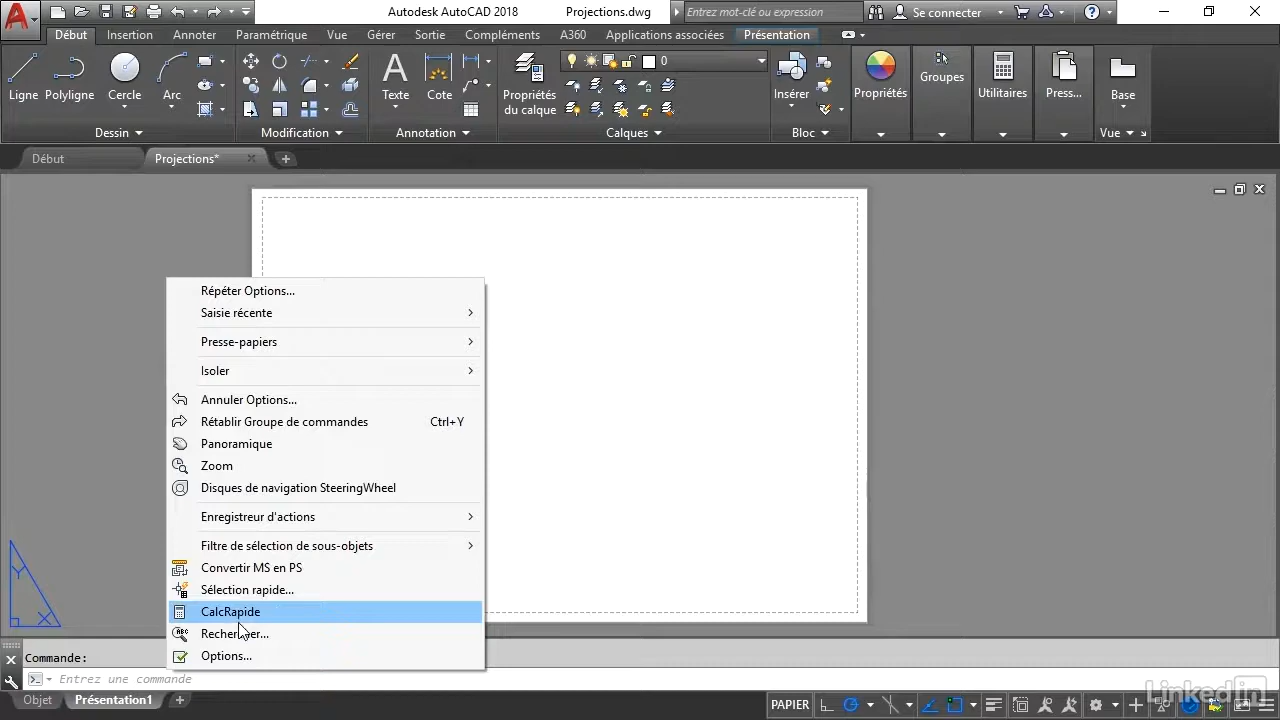 Autodesk AutoCAD 2018 Projections.dwg
Entrez mot-clé ou expression
Se connecter
Début Insertion Annoter Paramétrique Vue Gérer Sortie Compléments A360 Applications associées Présentation
Ligne Polyligne Cercle Arc
Texte Cote
Propriétés du calque
0
Insérer
Propriétés
Groupes
Utilitaires
Press...
Base
Dessin Modification Annotation Calques Bloc Vue
Début Projections*
Répéter Options...
Saisie récente
Presse-papiers
Isoler
Annuler Options...
Rétablir Groupe de commandes Ctrl+Y
Panoramique
Zoom
Disques de navigation SteeringWheel
Enregistreur d'actions
Filtre de sélection de sous-objets
Convertir MS en PS
Sélection rapide...
CalcRapide
Rechercher...
Options...
Y
X
Commande:
Entrez une commande
Objet Présentation1
PAPIER
Linked in